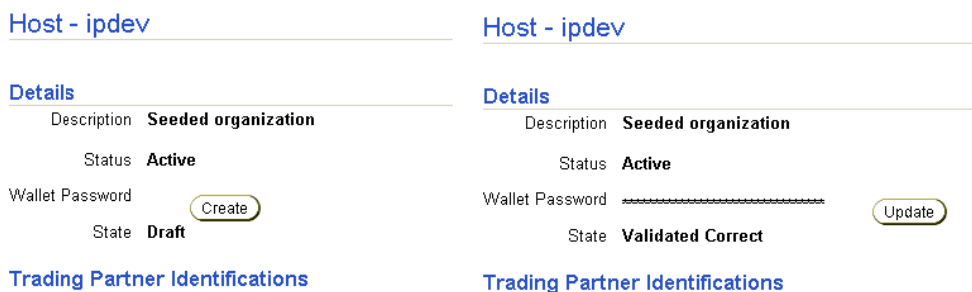 Host - ipdev
Details
Description Seeded organization
Status Active
Wallet Password
Create
State Draft
Trading Partner Identifications
Host - ipdev
Details
Description Seeded organization
Status Active
Wallet Password
Update
State Validated Correct
Trading Partner Identifications